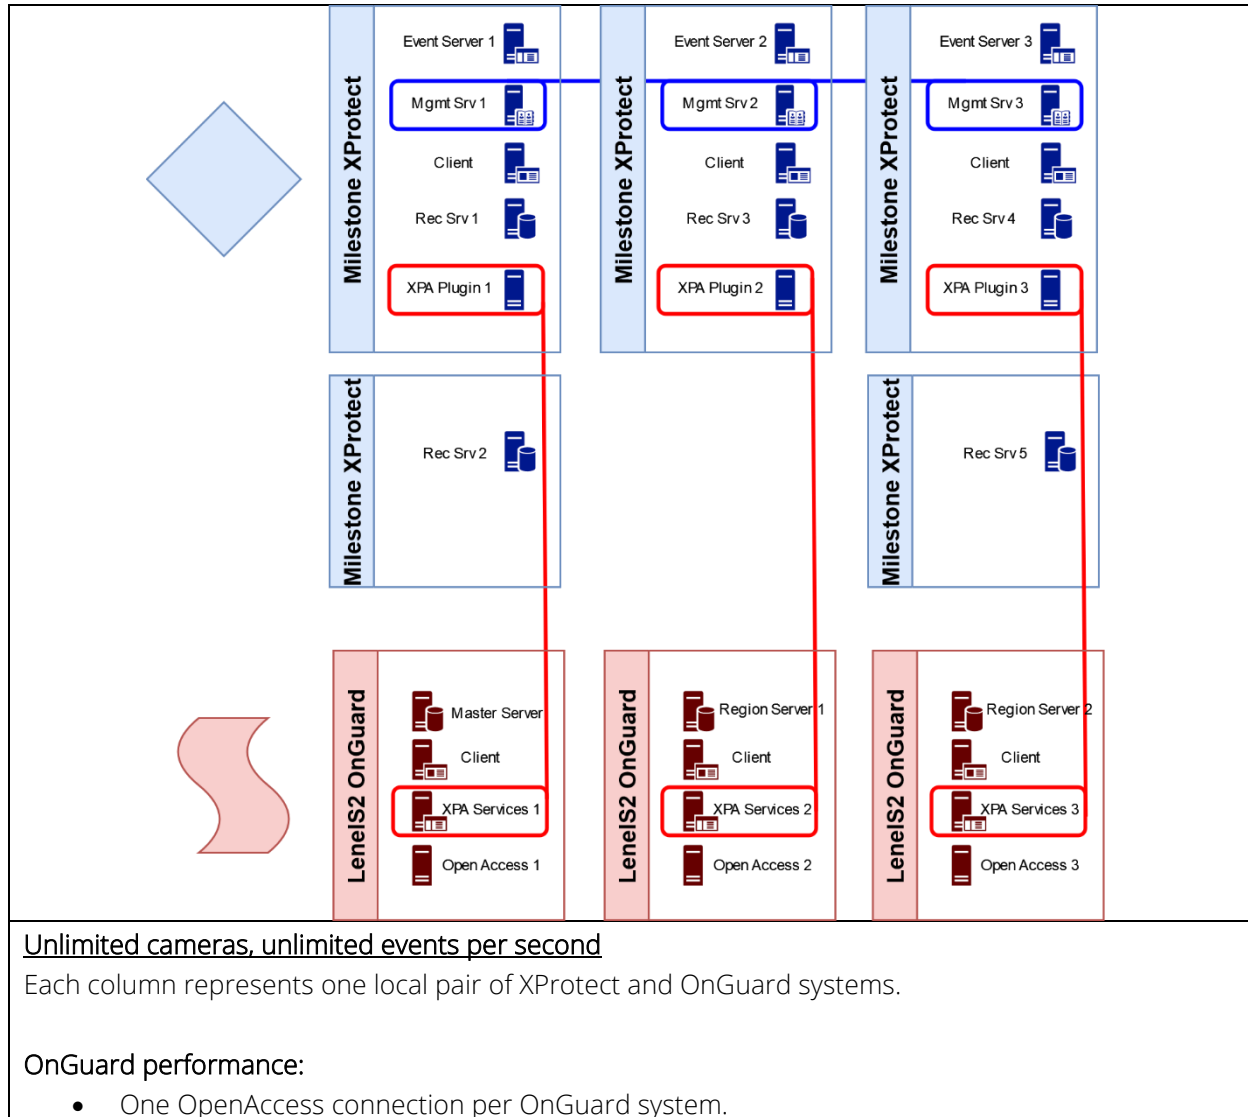 Milestone XProtect
Event Server 1
Mgmt Srv 1
Client
Rec Srv 1
XPA Plugin 1
Milestone XProtect
Event Server 2
Mgmt Srv 2
Client
Rec Srv 3
XPA Plugin 2
Milestone XProtect
Event Server 3
Mgmt Srv 3
Client
Rec Srv 4
XPA Plugin 3
Milestone XProtect
Rec Srv 2
Milestone XProtect
Rec Srv 5
LenelS2 OnGuard
Master Server
Client
XPA Services 1
Open Access 1
LenelS2 OnGuard
Region Server 1
Client
XPA Services 2
Open Access 2
LenelS2 OnGuard
Region Server 2
Client
XPA Services 3
Open Access 3
Unlimited cameras, unlimited events per second
Each column represents one local pair of XProtect and OnGuard systems.
OnGuard performance:
• One OpenAccess connection per OnGuard system.